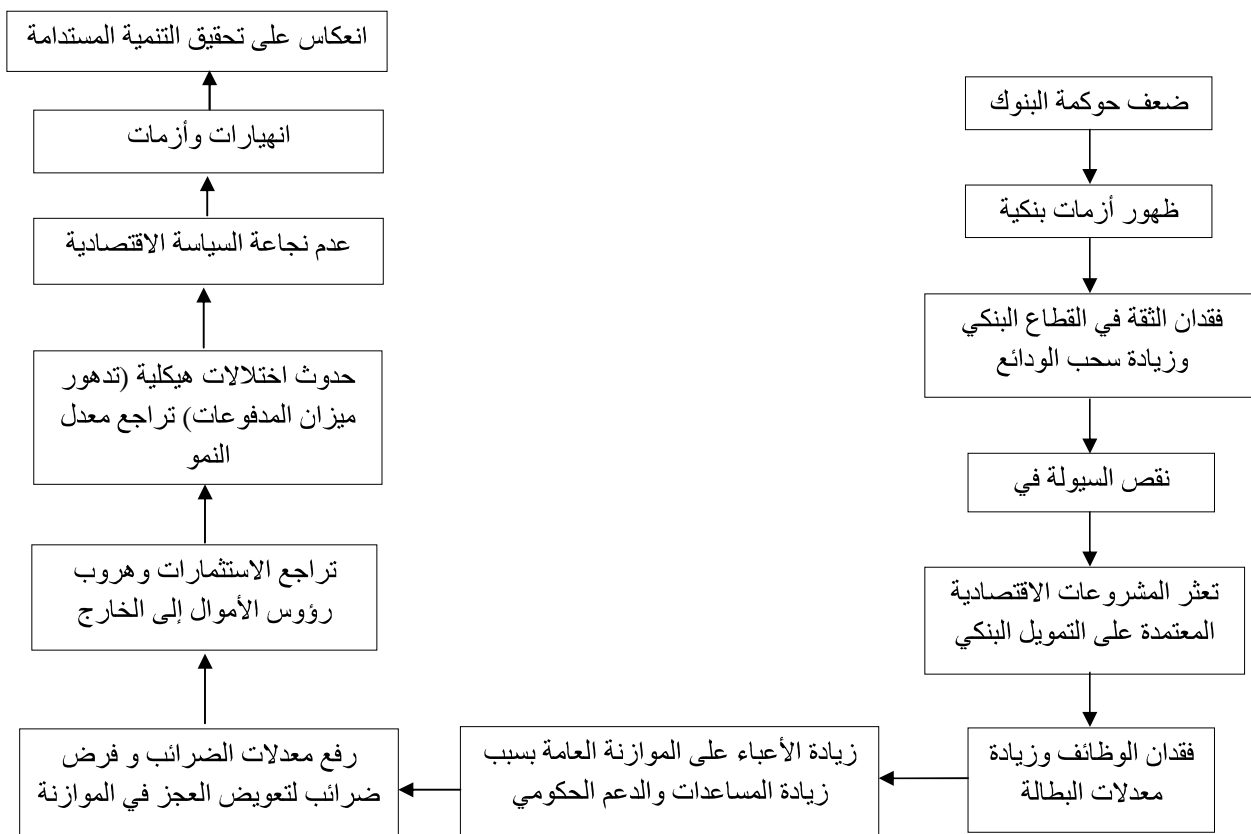 ضعف حوكمة البنوك
ظهور أزمات بنكية
فقدان الثقة في القطاع البنكي
وزيادة سحب الودائع
نقص السيولة في
تعثر المشروعات الاقتصادية
المعتمدة على التمويل البنكي
فقدان الوظائف وزيادة
معدلات البطالة
زيادة الأعباء على الموازنة العامة بسبب
زيادة المساعدات والدعم الحكومي
رفع معدلات الضرائب و فرض
ضرائب لتعويض العجز في الموازنة
تراجع الاستثمارات وهروب
رؤوس الأموال إلى الخارج
حدوث اختلالات هيكلية (تدهور
ميزان المدفوعات) تراجع معدل
النمو
عدم نجاعة السياسة الاقتصادية
انهيارات وأزمات
انعكاس على تحقيق التنمية المستدامة